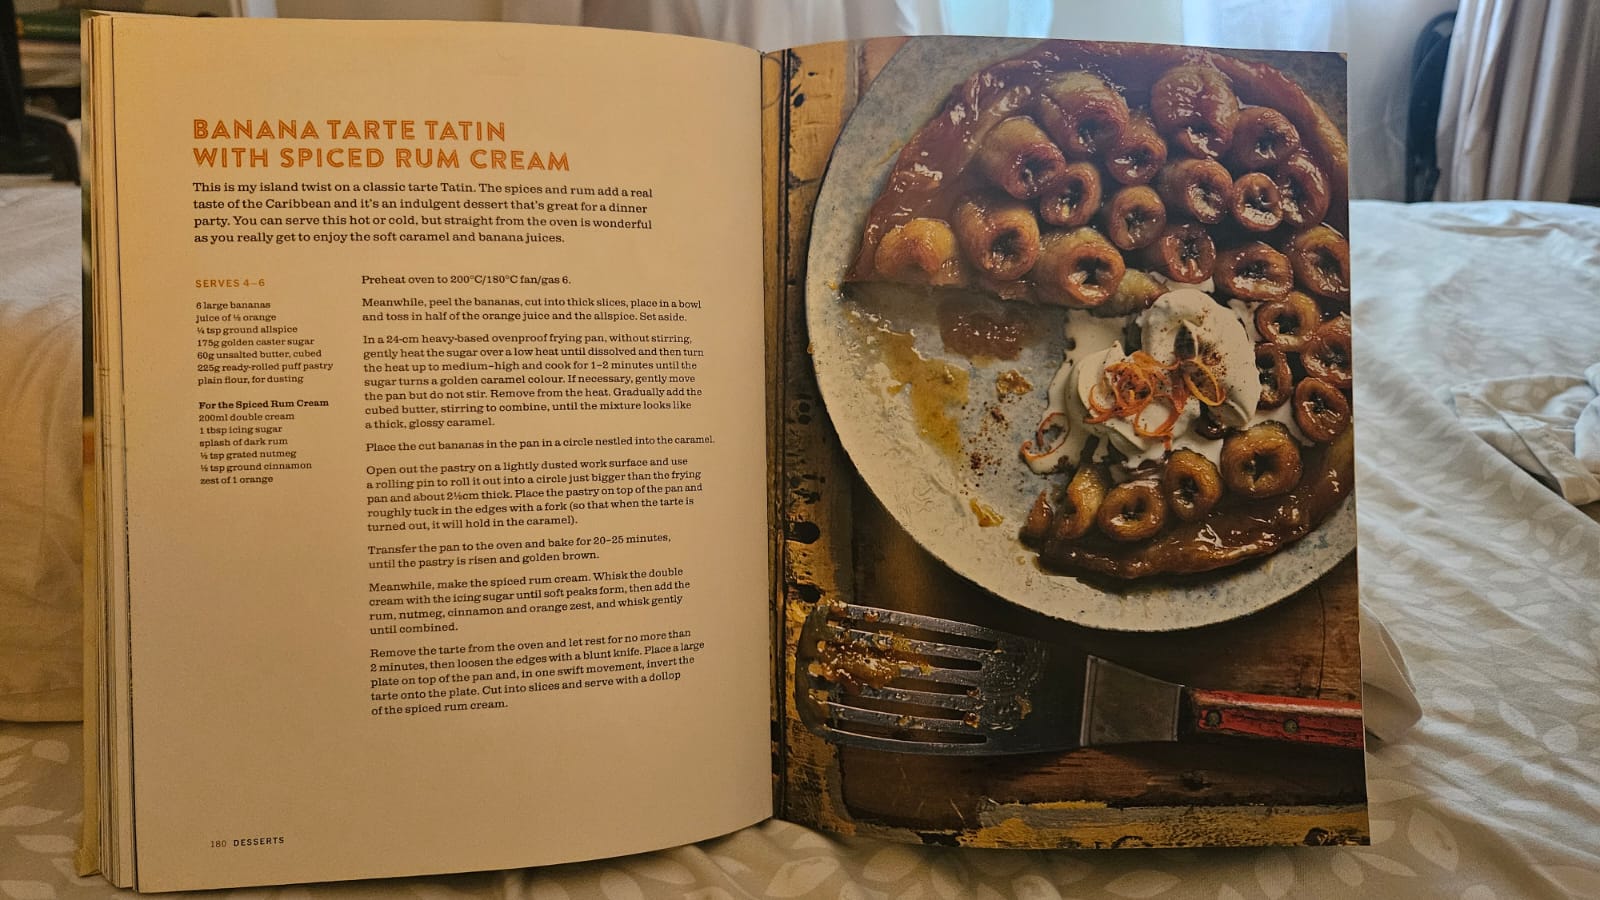 BANANA TARTE TATIN
WITH SPICED RUM CREAM
This is my island twist on a classic tarte Tatin. The spices and rum add a real
taste of the Caribbean and it's an indulgent dessert that's great for a dinner
party. You can serve this hot or cold, but straight from the oven is wonderful
as you really get to enjoy the soft caramel and banana juices.
SERVES 4–6
6 large bananas
juice of ½ orange
¼ tsp ground allspice
175g golden caster sugar
60g unsalted butter, cubed
225g ready-rolled puff pastry
plain flour, for dusting
For the Spiced Rum Cream
200ml double cream
1 tbsp icing sugar
splash of dark rum
½ tsp grated nutmeg
½ tsp ground cinnamon
zest of 1 orange
Preheat oven to 200°C/180°C fan/gas 6.
Meanwhile, peel the bananas, cut into thick slices, place in a bowl
and toss in half of the orange juice and the allspice. Set aside.
In a 24-cm heavy-based ovenproof frying pan, without stirring,
gently heat the sugar over a low heat until dissolved and then turn
the heat up to medium–high and cook for 1–2 minutes until the
sugar turns a golden caramel colour. If necessary, gently move
the pan but do not stir. Remove from the heat. Gradually add the
cubed butter, stirring to combine, until the mixture looks like
a thick, glossy caramel.
Place the cut bananas in the pan in a circle nestled into the caramel.
Open out the pastry on a lightly dusted work surface and use
a rolling pin to roll it out into a circle just bigger than the frying
pan and about 2½cm thick. Place the pastry on top of the pan and
roughly tuck in the edges with a fork (so that when the tarte is
turned out, it will hold in the caramel).
Transfer the pan to the oven and bake for 20–25 minutes,
until the pastry is risen and golden brown.
Meanwhile, make the spiced rum cream. Whisk the double
cream with the icing sugar until soft peaks form, then add the
rum, nutmeg, cinnamon and orange zest, and whisk gently
until combined.
Remove the tarte from the oven and let rest for no more than
2 minutes, then loosen the edges with a blunt knife. Place a large
plate on top of the pan and, in one swift movement, invert the
tarte onto the plate. Cut into slices and serve with a dollop
of the spiced rum cream.
180 DESSERTS